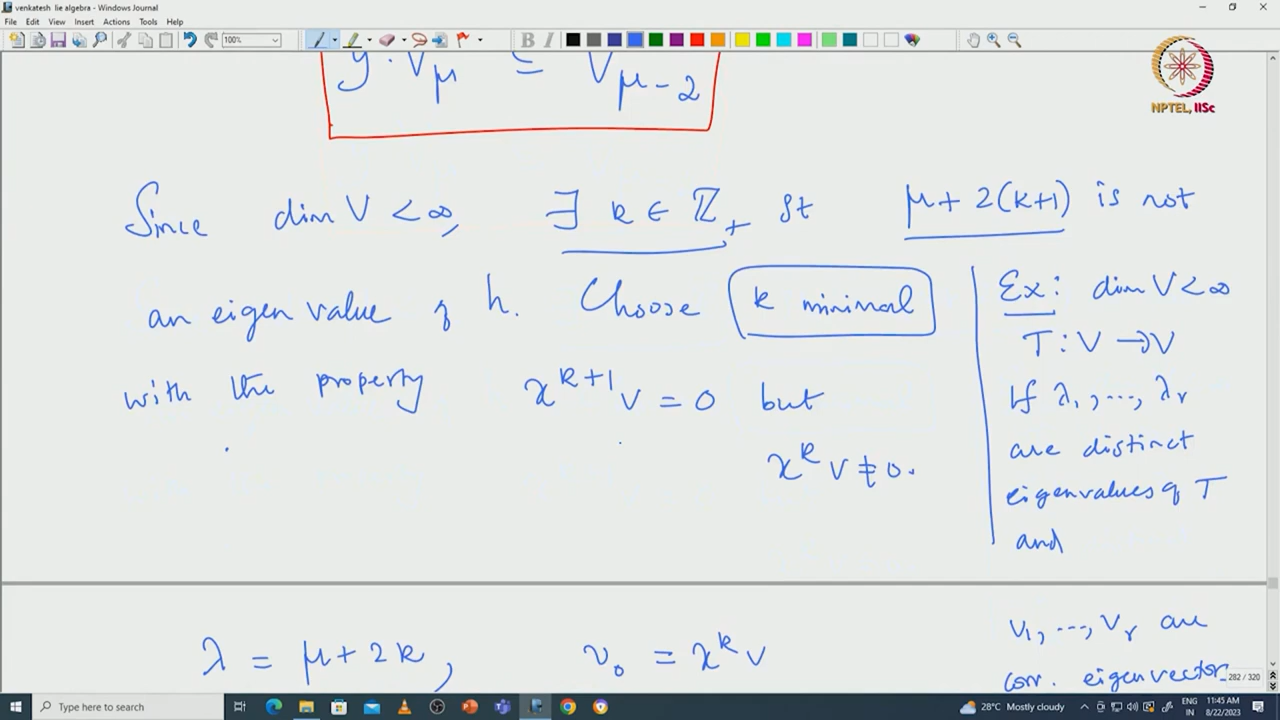 venkatesh lie algebra - Windows Journal
File Edit View Insert Actions Tools Help
100%
B I
NPTEL, IISc
y . V_μ ⊆ V_{μ-2}
Since dim V < ∞, ∃ k ∈ ℤ_+ st μ + 2(k+1) is not
an eigen value of h. Choose k minimal
with the property x^{k+1} v = 0 but
x^k v ≠ 0.
Ex: dim V < ∞
T : V → V
If λ_1, ..., λ_r
are distinct
eigenvalues of T
and
λ = μ + 2k, v_0 = x^k v
v_1, ..., v_r are
corr. eigenvector
282 / 320
Type here to search
28°C Mostly cloudy
ENG
IN
11:45 AM
8/22/2023